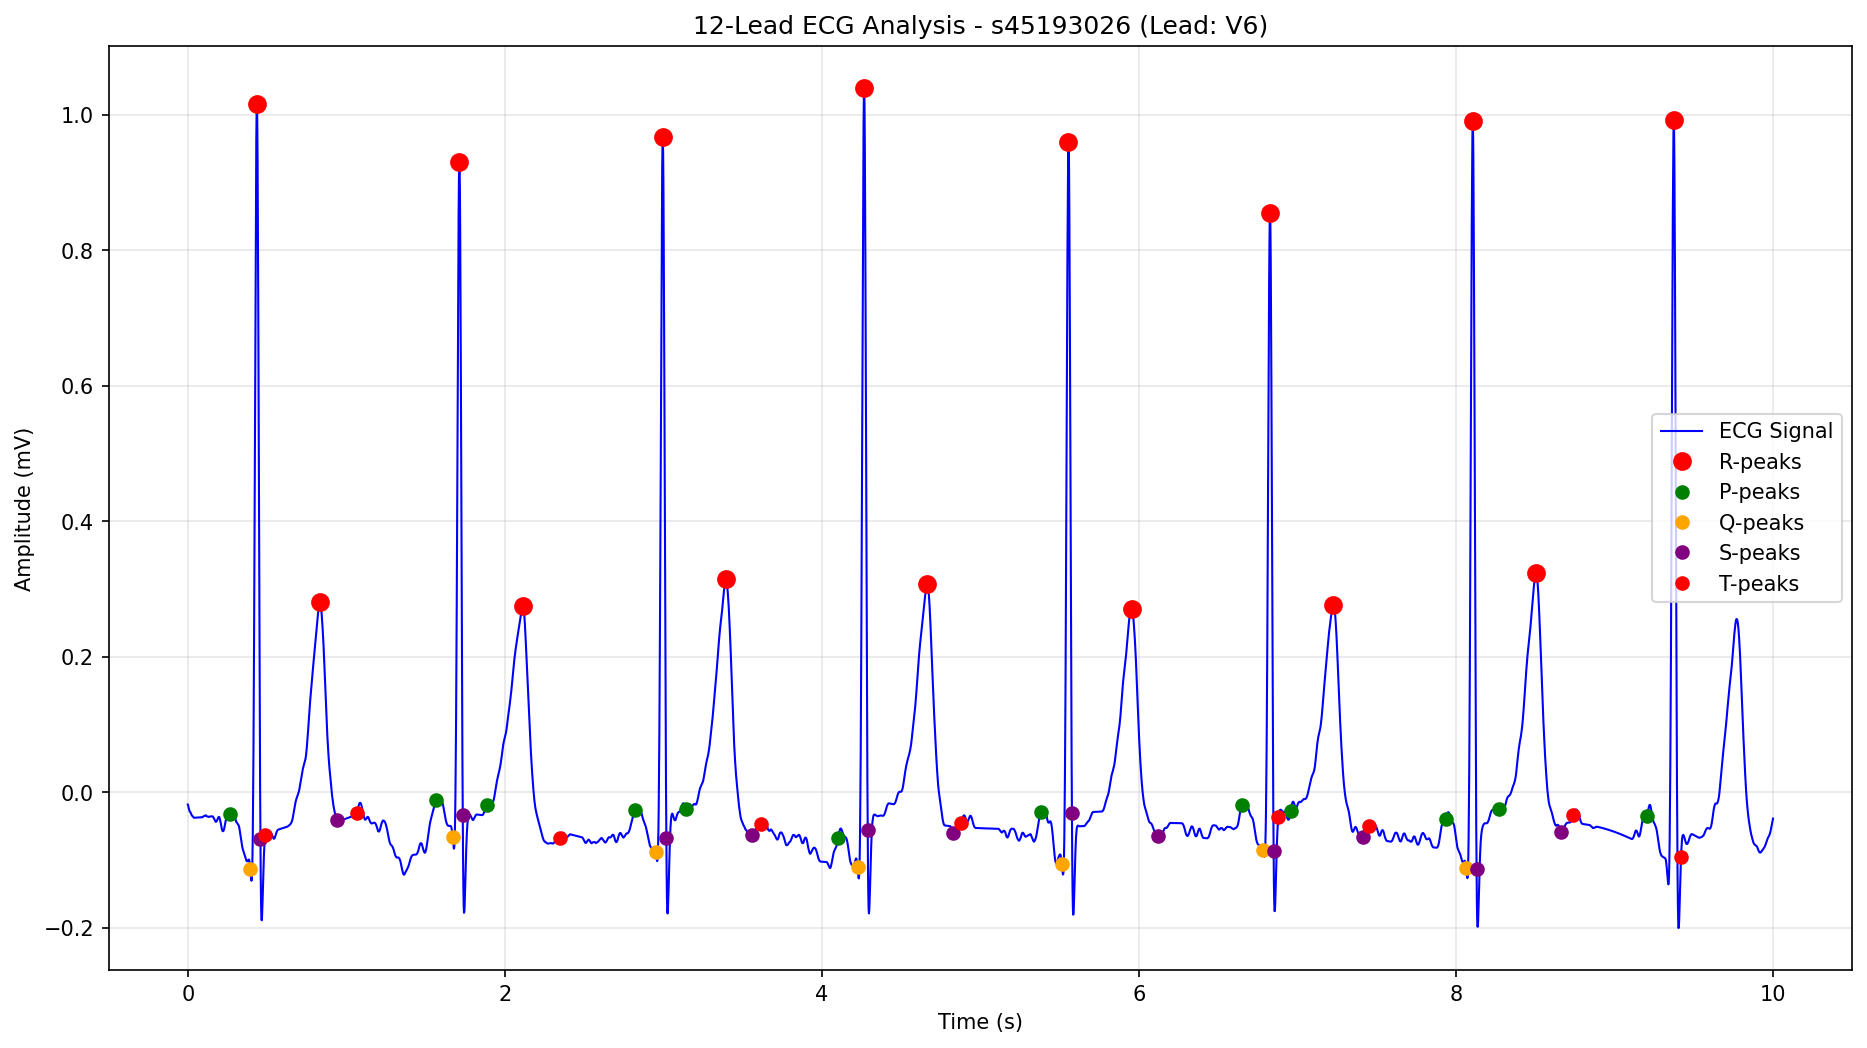 12-Lead ECG Analysis - s45193026 (Lead: V6)
Amplitude (mV)
1.0
0.8
0.6
0.4
0.2
0.0
−0.2
ECG Signal
R-peaks
P-peaks
Q-peaks
S-peaks
T-peaks
0 2 4 6 8 10
Time (s)